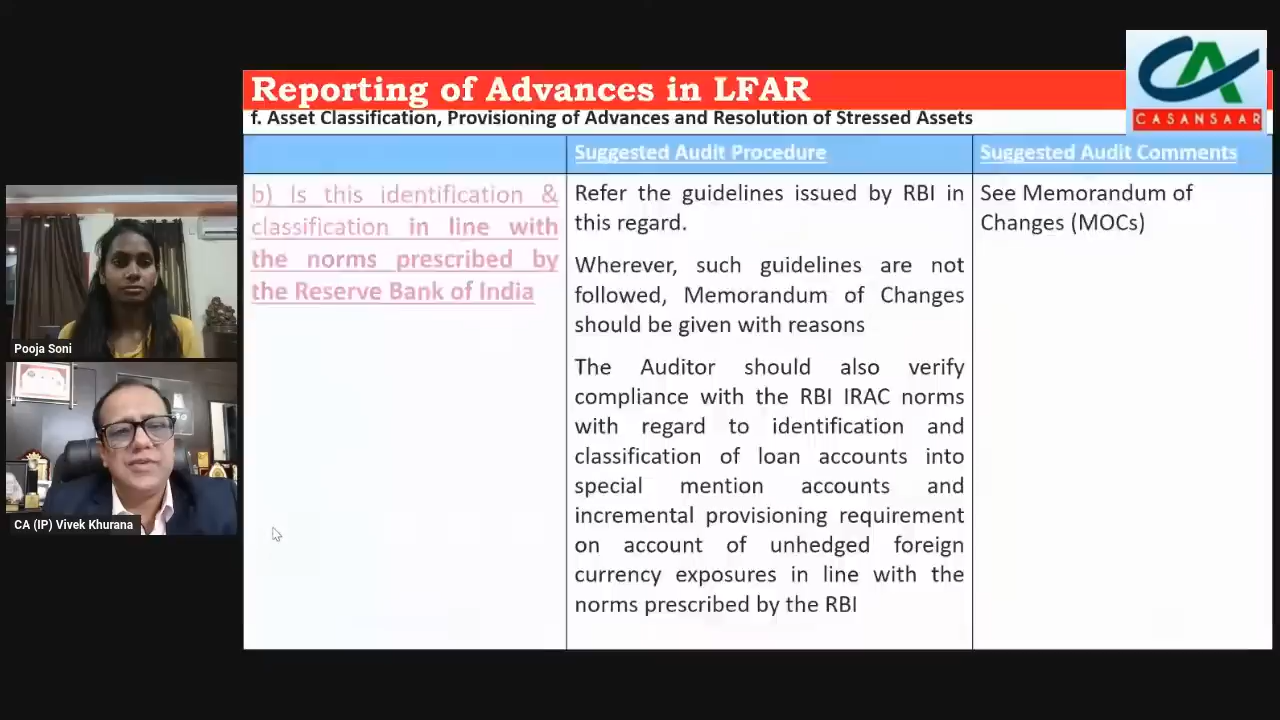 Reporting of Advances in LFAR
CA
CASANSAAR
f. Asset Classification, Provisioning of Advances and Resolution of Stressed Assets
Suggested Audit Procedure
Suggested Audit Comments
b) Is this identification &
classification in line with
the norms prescribed by
the Reserve Bank of India
Refer the guidelines issued by RBI in
this regard.
Wherever, such guidelines are not
followed, Memorandum of Changes
should be given with reasons
The Auditor should also verify
compliance with the RBI IRAC norms
with regard to identification and
classification of loan accounts into
special mention accounts and
incremental provisioning requirement
on account of unhedged foreign
currency exposures in line with the
norms prescribed by the RBI
See Memorandum of
Changes (MOCs)
Pooja Soni
CA (IP) Vivek Khurana